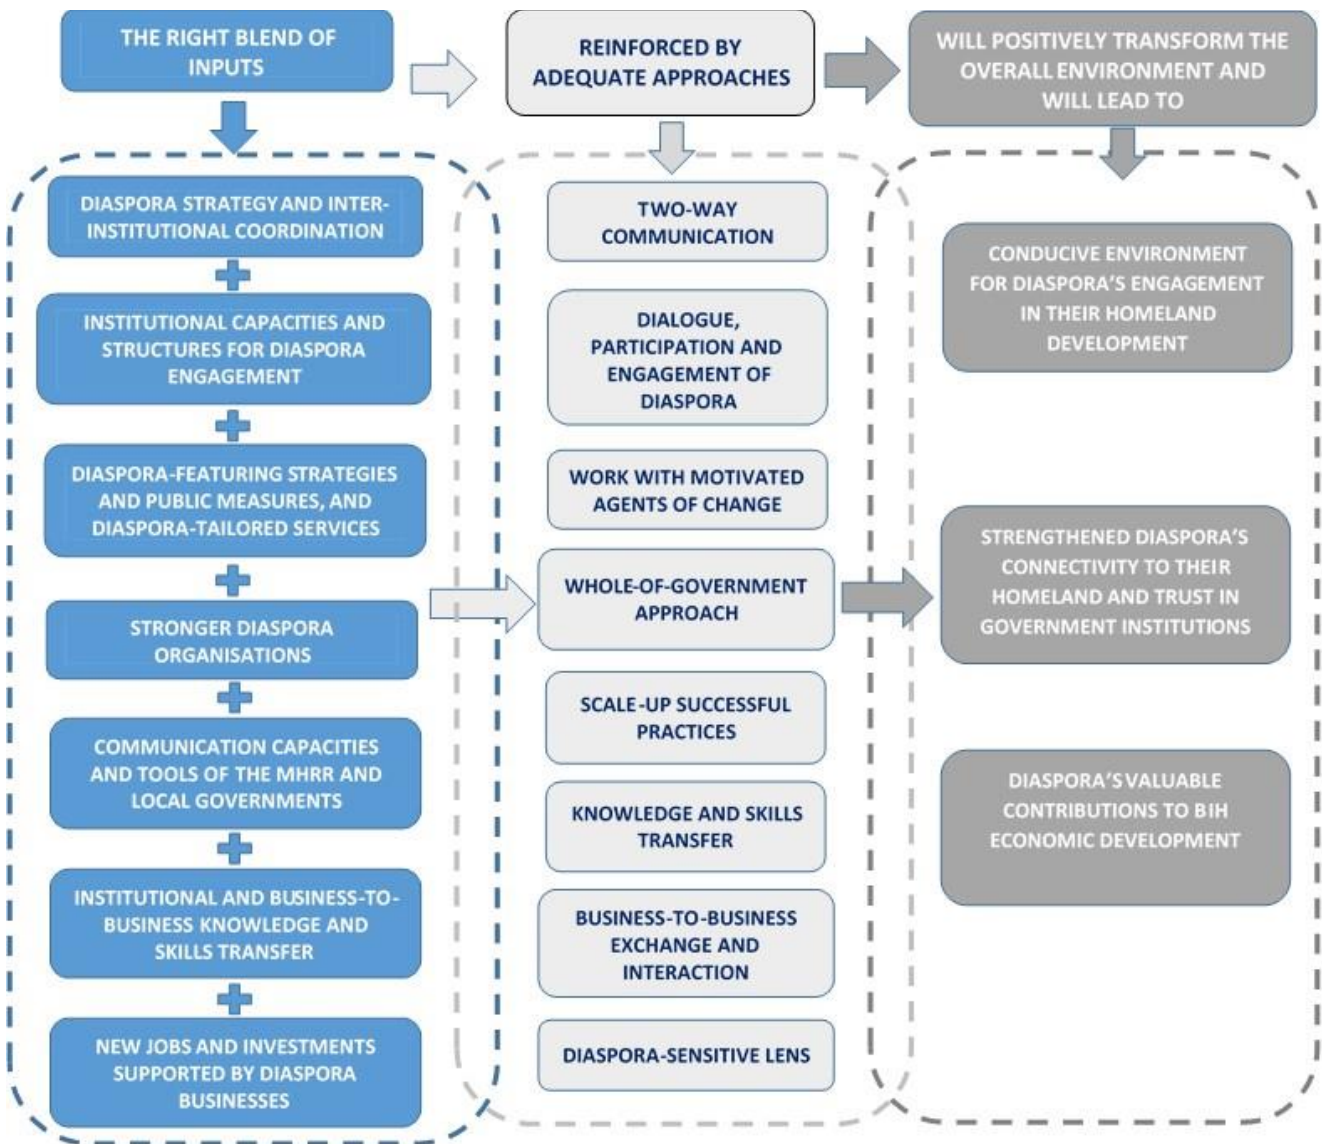 THE RIGHT BLEND OF
INPUTS
REINFORCED BY
ADEQUATE APPROACHES
WILL POSITIVELY TRANSFORM THE
OVERALL ENVIRONMENT AND
WILL LEAD TO
DIASPORA STRATEGY AND INTER-
INSTITUTIONAL COORDINATION
INSTITUTIONAL CAPACITIES AND
STRUCTURES FOR DIASPORA
ENGAGEMENT
DIASPORA-FEATURING STRATEGIES
AND PUBLIC MEASURES, AND
DIASPORA-TAILORED SERVICES
STRONGER DIASPORA
ORGANISATIONS
COMMUNICATION CAPACITIES
AND TOOLS OF THE MHRR AND
LOCAL GOVERNMENTS
INSTITUTIONAL AND BUSINESS-TO-
BUSINESS KNOWLEDGE AND
SKILLS TRANSFER
NEW JOBS AND INVESTMENTS
SUPPORTED BY DIASPORA
BUSINESSES
TWO-WAY
COMMUNICATION
DIALOGUE,
PARTICIPATION AND
ENGAGEMENT OF
DIASPORA
WORK WITH MOTIVATED
AGENTS OF CHANGE
WHOLE-OF-GOVERNMENT
APPROACH
SCALE-UP SUCCESSFUL
PRACTICES
KNOWLEDGE AND SKILLS
TRANSFER
BUSINESS-TO-BUSINESS
EXCHANGE AND
INTERACTION
DIASPORA-SENSITIVE LENS
CONDUCIVE ENVIRONMENT
FOR DIASPORA'S ENGAGEMENT
IN THEIR HOMELAND
DEVELOPMENT
STRENGTHENED DIASPORA'S
CONNECTIVITY TO THEIR
HOMELAND AND TRUST IN
GOVERNMENT INSTITUTIONS
DIASPORA'S VALUABLE
CONTRIBUTIONS TO BIH
ECONOMIC DEVELOPMENT